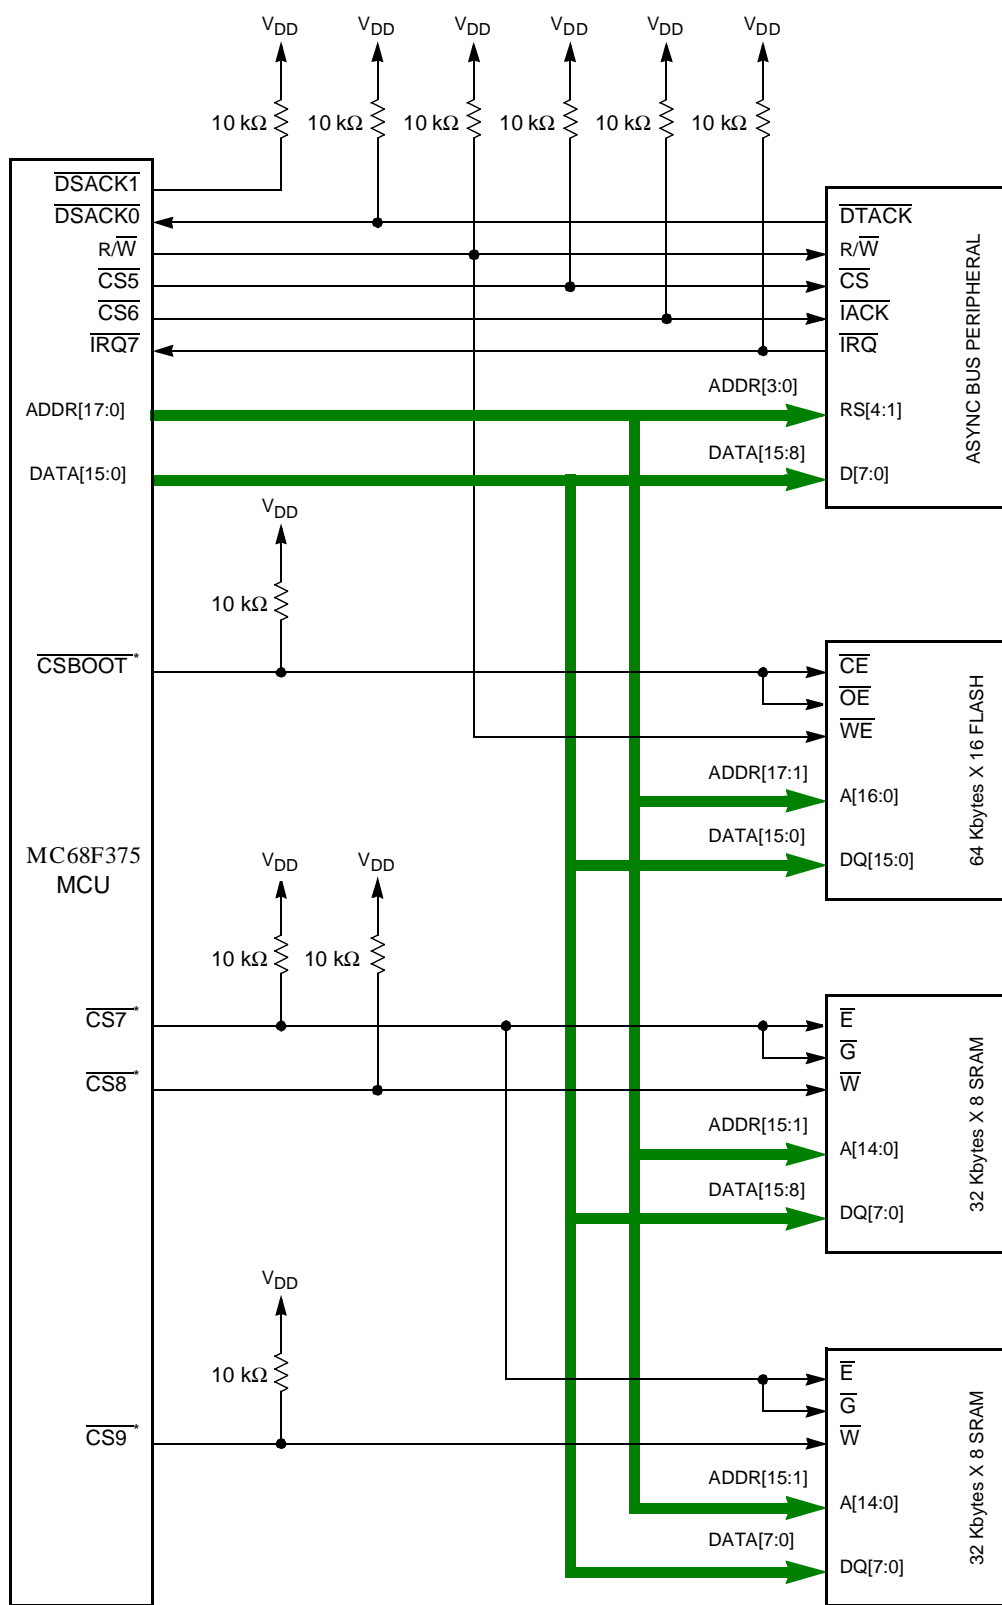 VDD VDD VDD VDD VDD VDD
10 kΩ 10 kΩ 10 kΩ 10 kΩ 10 kΩ 10 kΩ
DSACK1
DSACK0 DTACK
R/W R/W
CS5 CS
CS6 IACK
IRQ7 IRQ
ADDR[3:0]
ADDR[17:0] RS[4:1]
DATA[15:8]
DATA[15:0] D[7:0]
ASYNC BUS PERIPHERAL
VDD
10 kΩ
CSBOOT* CE
OE
WE
ADDR[17:1]
A[16:0]
DATA[15:0]
DQ[15:0]
64 Kbytes X 16 FLASH
MC68F375
MCU
VDD VDD
10 kΩ 10 kΩ
CS7* E
G
CS8* W
ADDR[15:1]
A[14:0]
DATA[15:8]
DQ[7:0]
32 Kbytes X 8 SRAM
VDD
10 kΩ
E
G
CS9* W
ADDR[15:1]
A[14:0]
DATA[7:0]
DQ[7:0]
32 Kbytes X 8 SRAM